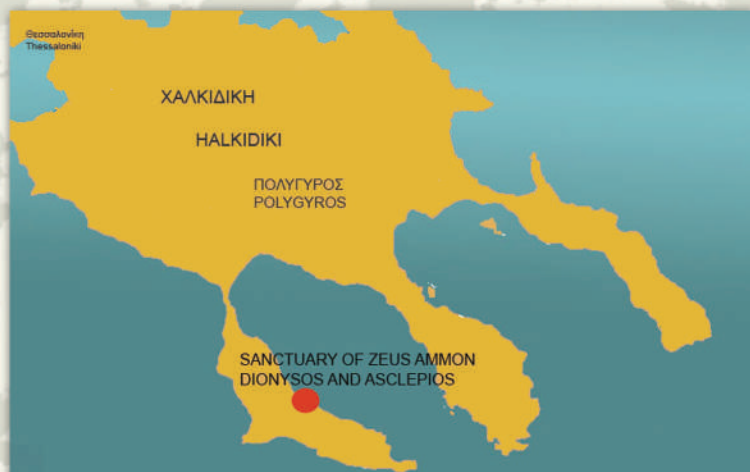 Θεσσαλονίκη
Thessaloniki
ΧΑΛΚΙΔΙΚΗ
HALKIDIKI
ΠΟΛΥΓΥΡΟΣ
POLYGYROS
SANCTUARY OF ZEUS AMMON
DIONYSOS AND ASCLEPIOS